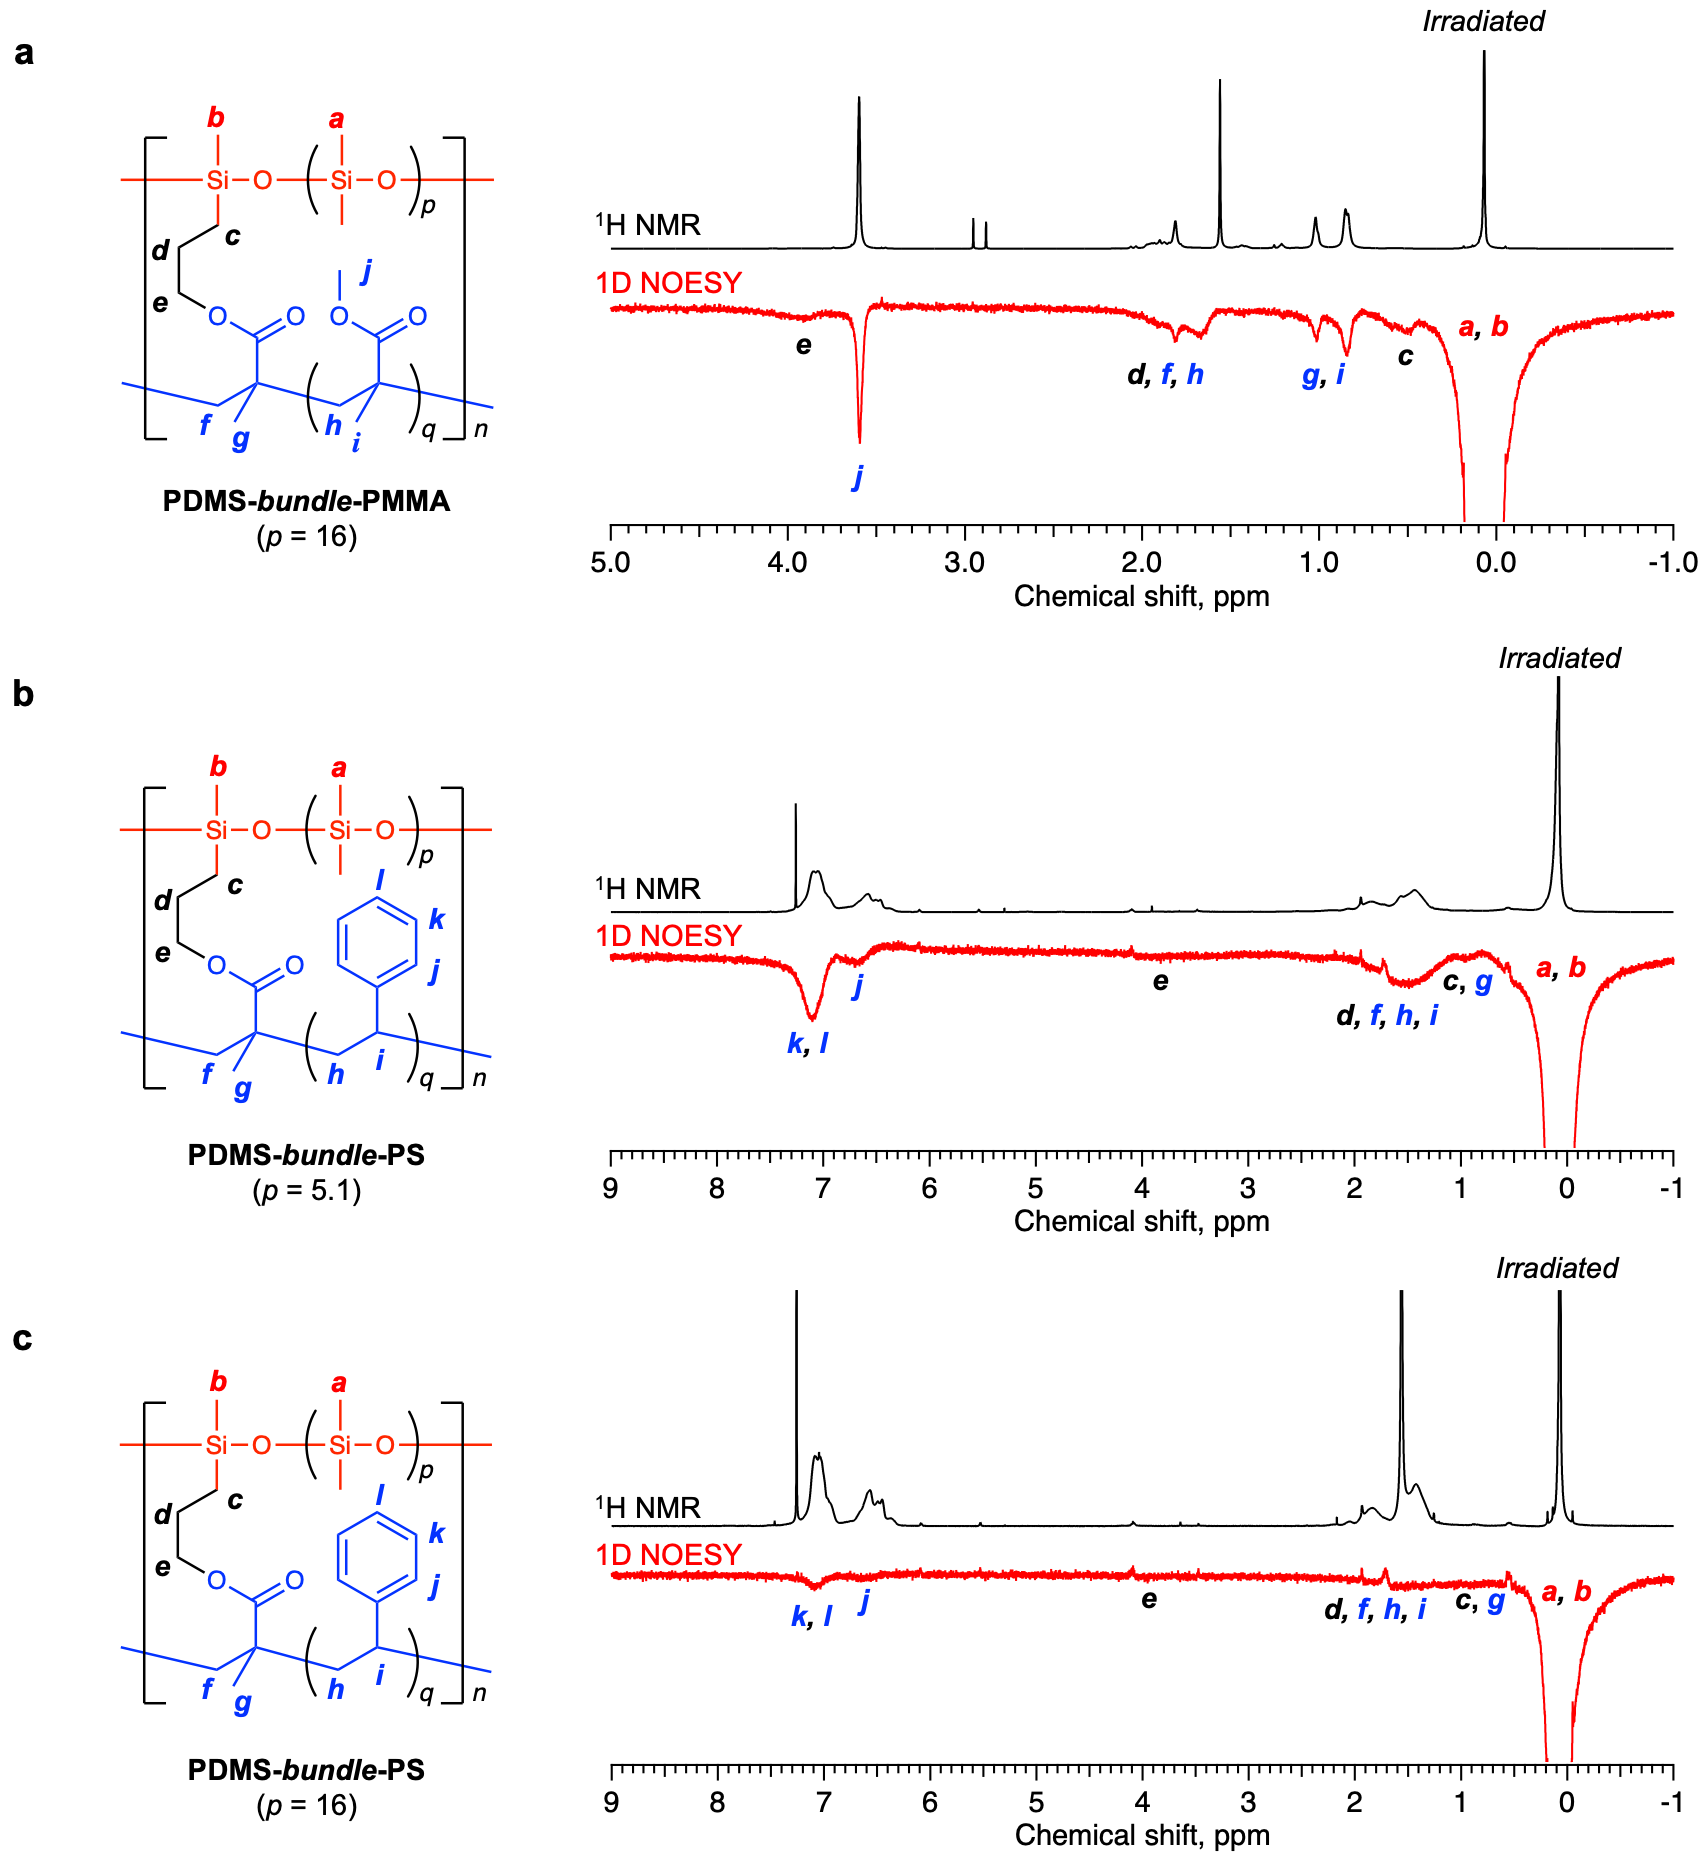 a
Irradiated
b
a
Si
O
Si
O
p
d
c
j
e
O
O
O
O
f
g
h
i
q
n
PDMS-bundle-PMMA
(p = 16)
¹H NMR
1D NOESY
e
j
d, f, h
g, i
c
a, b
5.0 4.0 3.0 2.0 1.0 0.0 -1.0
Chemical shift, ppm
b
Irradiated
b
a
Si
O
Si
O
p
d
c
l
k
e
j
O
O
f
g
h
i
q
n
PDMS-bundle-PS
(p = 5.1)
¹H NMR
1D NOESY
k, l
j
e
d, f, h, i
c, g
a, b
9 8 7 6 5 4 3 2 1 0 -1
Chemical shift, ppm
c
Irradiated
b
a
Si
O
Si
O
p
d
c
l
k
e
j
O
O
f
g
h
i
q
n
PDMS-bundle-PS
(p = 16)
¹H NMR
1D NOESY
k, l
j
e
d, f, h, i
c, g
a, b
9 8 7 6 5 4 3 2 1 0 -1
Chemical shift, ppm